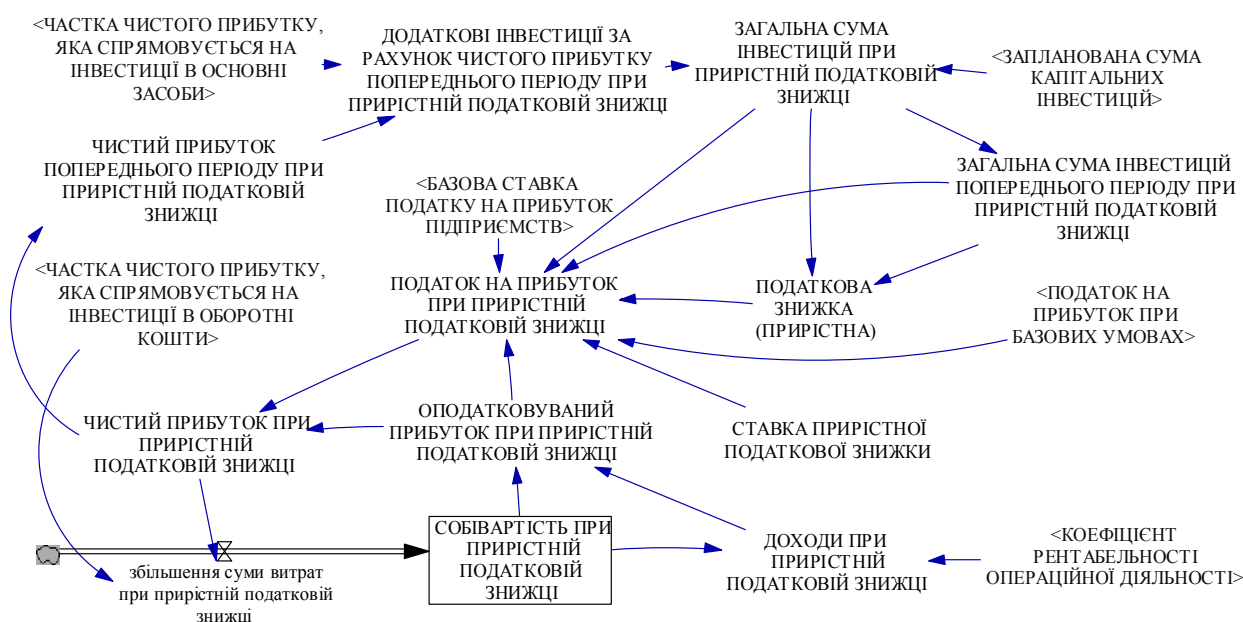 <ЧАСТКА ЧИСТОГО ПРИБУТКУ,
ЯКА СПРЯМОВУЄТЬСЯ НА
ІНВЕСТИЦІЇ В ОСНОВНІ
ЗАСОБИ>
ДОДАТКОВІ ІНВЕСТИЦІЇ ЗА
РАХУНОК ЧИСТОГО ПРИБУТКУ
ПОПЕРЕДНЬОГО ПЕРІОДУ ПРИ
ПРИРІСТНІЙ ПОДАТКОВІЙ ЗНИЖЦІ
ЗАГАЛЬНА СУМА
ІНВЕСТИЦІЙ ПРИ
ПРИРІСТНІЙ ПОДАТКОВІЙ
ЗНИЖЦІ
<ЗАПЛАНОВАНА СУМА
КАПІТАЛЬНИХ
ІНВЕСТИЦІЙ>
ЧИСТИЙ ПРИБУТОК
ПОПЕРЕДНЬОГО ПЕРІОДУ ПРИ
ПРИРІСТНІЙ ПОДАТКОВІЙ
ЗНИЖЦІ
<БАЗОВА СТАВКА
ПОДАТКУ НА ПРИБУТОК
ПІДПРИЄМСТВ>
ЗАГАЛЬНА СУМА ІНВЕСТИЦІЙ
ПОПЕРЕДНЬОГО ПЕРІОДУ ПРИ
ПРИРІСТНІЙ ПОДАТКОВІЙ
ЗНИЖЦІ
<ЧАСТКА ЧИСТОГО ПРИБУТКУ,
ЯКА СПРЯМОВУЄТЬСЯ НА
ІНВЕСТИЦІЇ В ОБОРОТНІ
КОШТИ>
ПОДАТОК НА ПРИБУТОК
ПРИ ПРИРІСТНІЙ
ПОДАТКОВІЙ ЗНИЖЦІ
ПОДАТКОВА
ЗНИЖКА
(ПРИРІСТНА)
<ПОДАТОК НА
ПРИБУТОК ПРИ
БАЗОВИХ УМОВАХ>
ЧИСТИЙ ПРИБУТОК ПРИ
ПРИРІСТНІЙ
ПОДАТКОВІЙ ЗНИЖЦІ
ОПОДАТКОВУВАНИЙ
ПРИБУТОК ПРИ ПРИРІСТНІЙ
ПОДАТКОВІЙ ЗНИЖЦІ
СТАВКА ПРИРІСТНОЇ
ПОДАТКОВОЇ ЗНИЖКИ
збільшення суми витрат
при прирістній податковій
знижці
СОБІВАРТІСТЬ ПРИ
ПРИРІСТНІЙ
ПОДАТКОВІЙ
ЗНИЖЦІ
ДОХОДИ ПРИ
ПРИРІСТНІЙ
ПОДАТКОВІЙ ЗНИЖЦІ
<КОЕФІЦІЄНТ
РЕНТАБЕЛЬНОСТІ
ОПЕРАЦІЙНОЇ ДІЯЛЬНОСТІ>